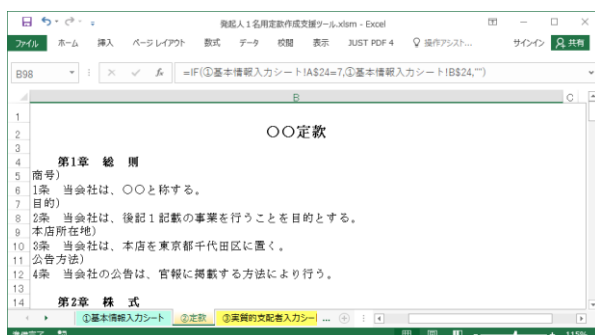 発起人１名用定款作成支援ツール.xlsm - Excel
ファイル ホーム 挿入 ページレイアウト 数式 データ 校閲 表示 JUST PDF 4 操作アシスト... サインイン 共有
B98 fx =IF(①基本情報入力シート!A$24=7,①基本情報入力シート!B$24,"")
B C
1
2 〇〇定款
3
4 第1章 総 則
5 商号)
6 1条 当会社は、〇〇と称する。
7 目的)
8 2条 当会社は、後記１記載の事業を行うことを目的とする。
9 本店所在地)
10 3条 当会社は、本店を東京都千代田区に置く。
11 公告方法)
12 4条 当会社の公告は、官報に掲載する方法により行う。
13
14 第2章 株 式
①基本情報入力シート ②定款 ③実質的支配者入力シー ...
準備完了 115%